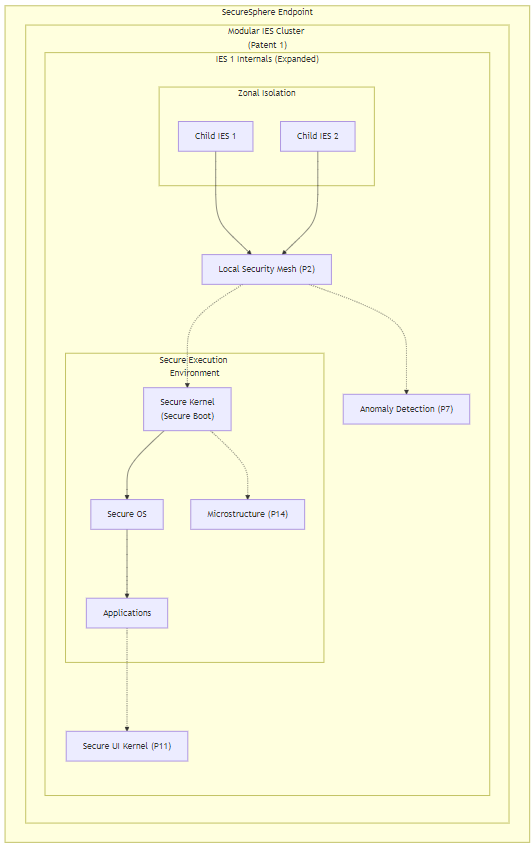 SecureSphere Endpoint
Modular IES Cluster
(Patent 1)
IES 1 Internals (Expanded)
Zonal Isolation
Child IES 1
Child IES 2
Local Security Mesh (P2)
Secure Execution
Environment
Secure Kernel
(Secure Boot)
Anomaly Detection (P7)
Secure OS
Microstructure (P14)
Applications
Secure UI Kernel (P11)